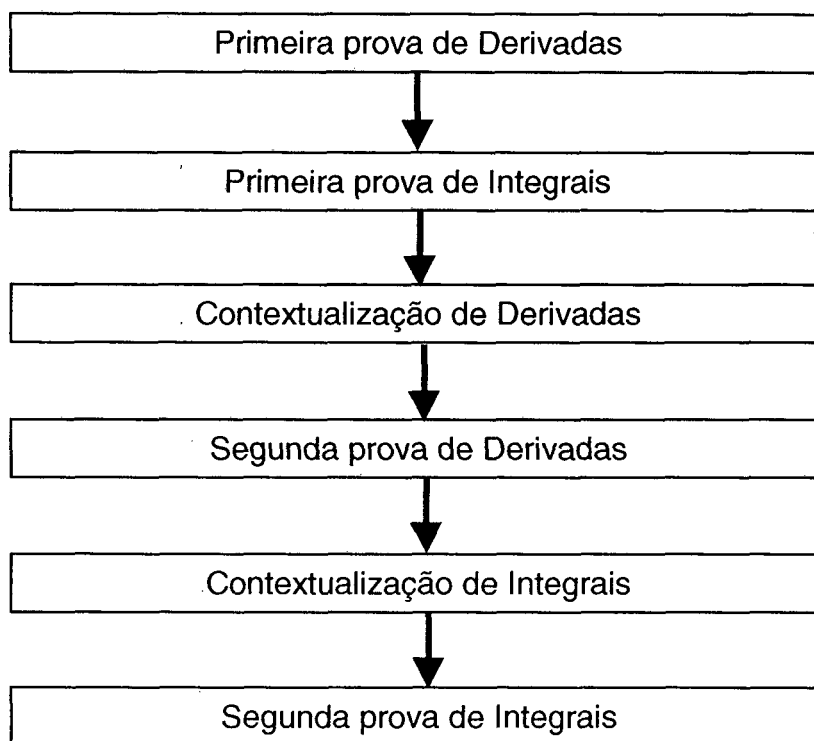 Primeira prova de Derivadas
Primeira prova de Integrais
Contextualização de Derivadas
Segunda prova de Derivadas
Contextualização de Integrais
Segunda prova de Integrais